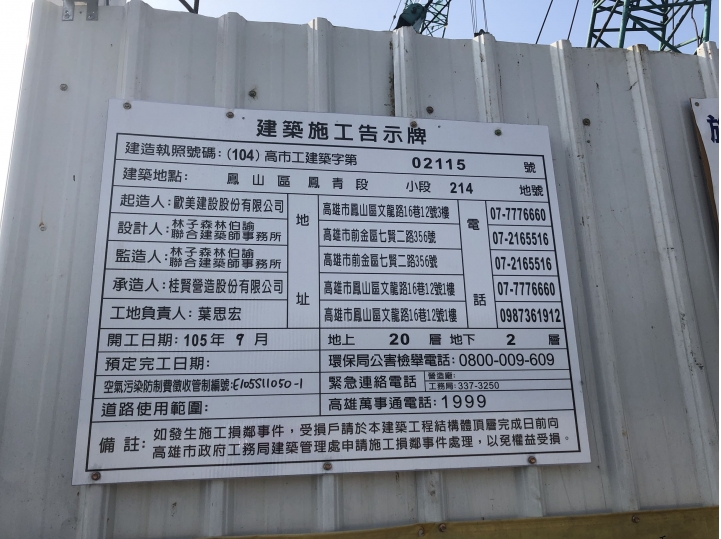 建築施工告示牌
建造執照號碼:(104)高市工建築字第 02115 號
建築地點: 鳳山區鳳青段 小段 214 地號
起造人:歐美建設股份有限公司 地址 高雄市鳳山區文龍路16巷12號3樓 電話 07-7776660
設計人:林子森林伯諭聯合建築師事務所 高雄市前金區七賢二路356號 07-2165516
監造人:林子森林伯諭聯合建築師事務所 高雄市前金區七賢二路356號 07-2165516
承造人:桂賢營造股份有限公司 高雄市鳳山區文龍路16巷12號1樓 07-7776660
工地負責人:葉思宏 高雄市鳳山區文龍路16巷12號1樓 0987361912
開工日期:105年9月 地上 20 層 地下 2 層
預定完工日期: 環保局公害檢舉電話:0800-009-609
空氣污染防制費徵收管制編號:E105S11050-1 緊急連絡電話 營造廠:
工務局:337-3250
道路使用範圍: 高雄萬事通電話:1999
備註:如發生施工損鄰事件,受損戶請於本建築工程結構體頂層完成日前向
高雄市政府工務局建築管理處申請施工損鄰事件處理,以免權益受損。